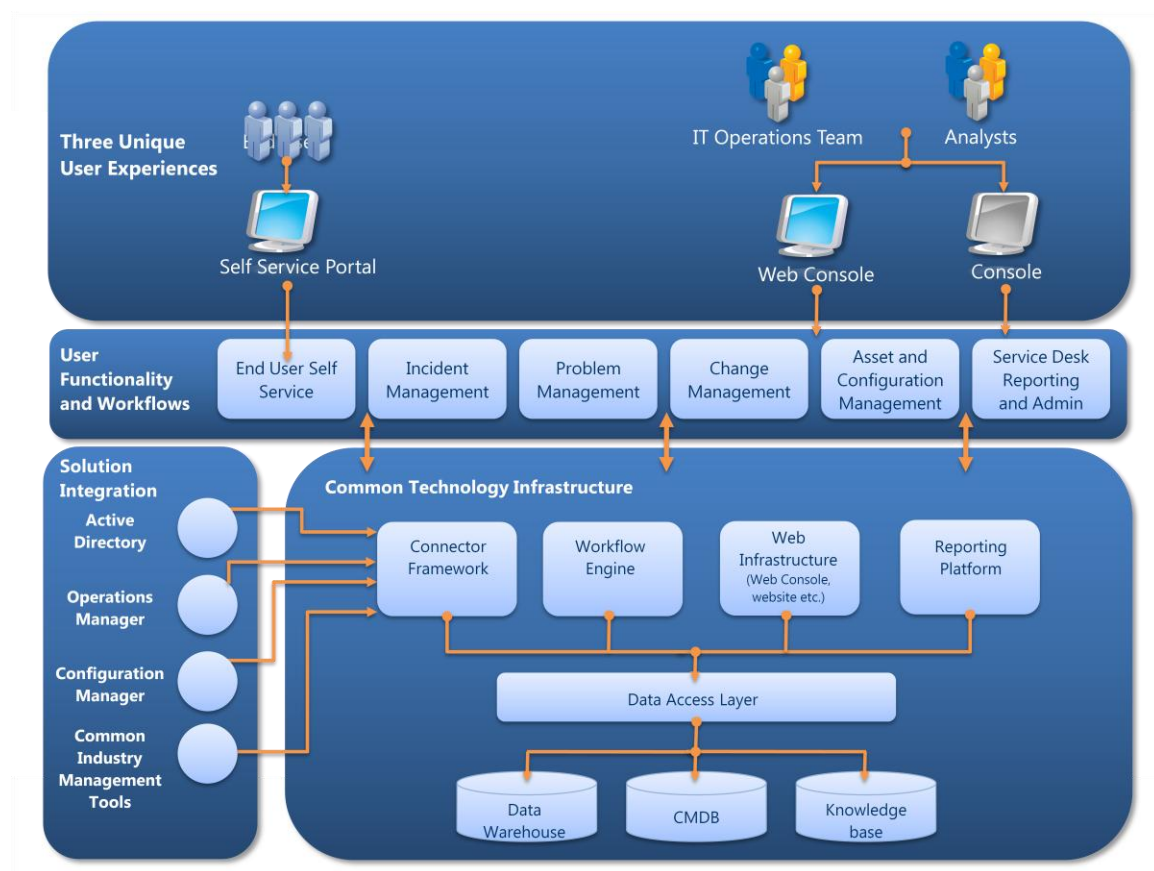 Three Unique
User Experiences
IT Operations Team
Analysts
Self Service Portal
Web Console
Console
User
Functionality
and Workflows
End User Self
Service
Incident
Management
Problem
Management
Change
Management
Asset and
Configuration
Management
Service Desk
Reporting
and Admin
Solution
Integration
Active
Directory
Operations
Manager
Configuration
Manager
Common
Industry
Management
Tools
Common Technology Infrastructure
Connector
Framework
Workflow
Engine
Web
Infrastructure
(Web Console,
website etc.)
Reporting
Platform
Data Access Layer
Data
Warehouse
CMDB
Knowledge
base